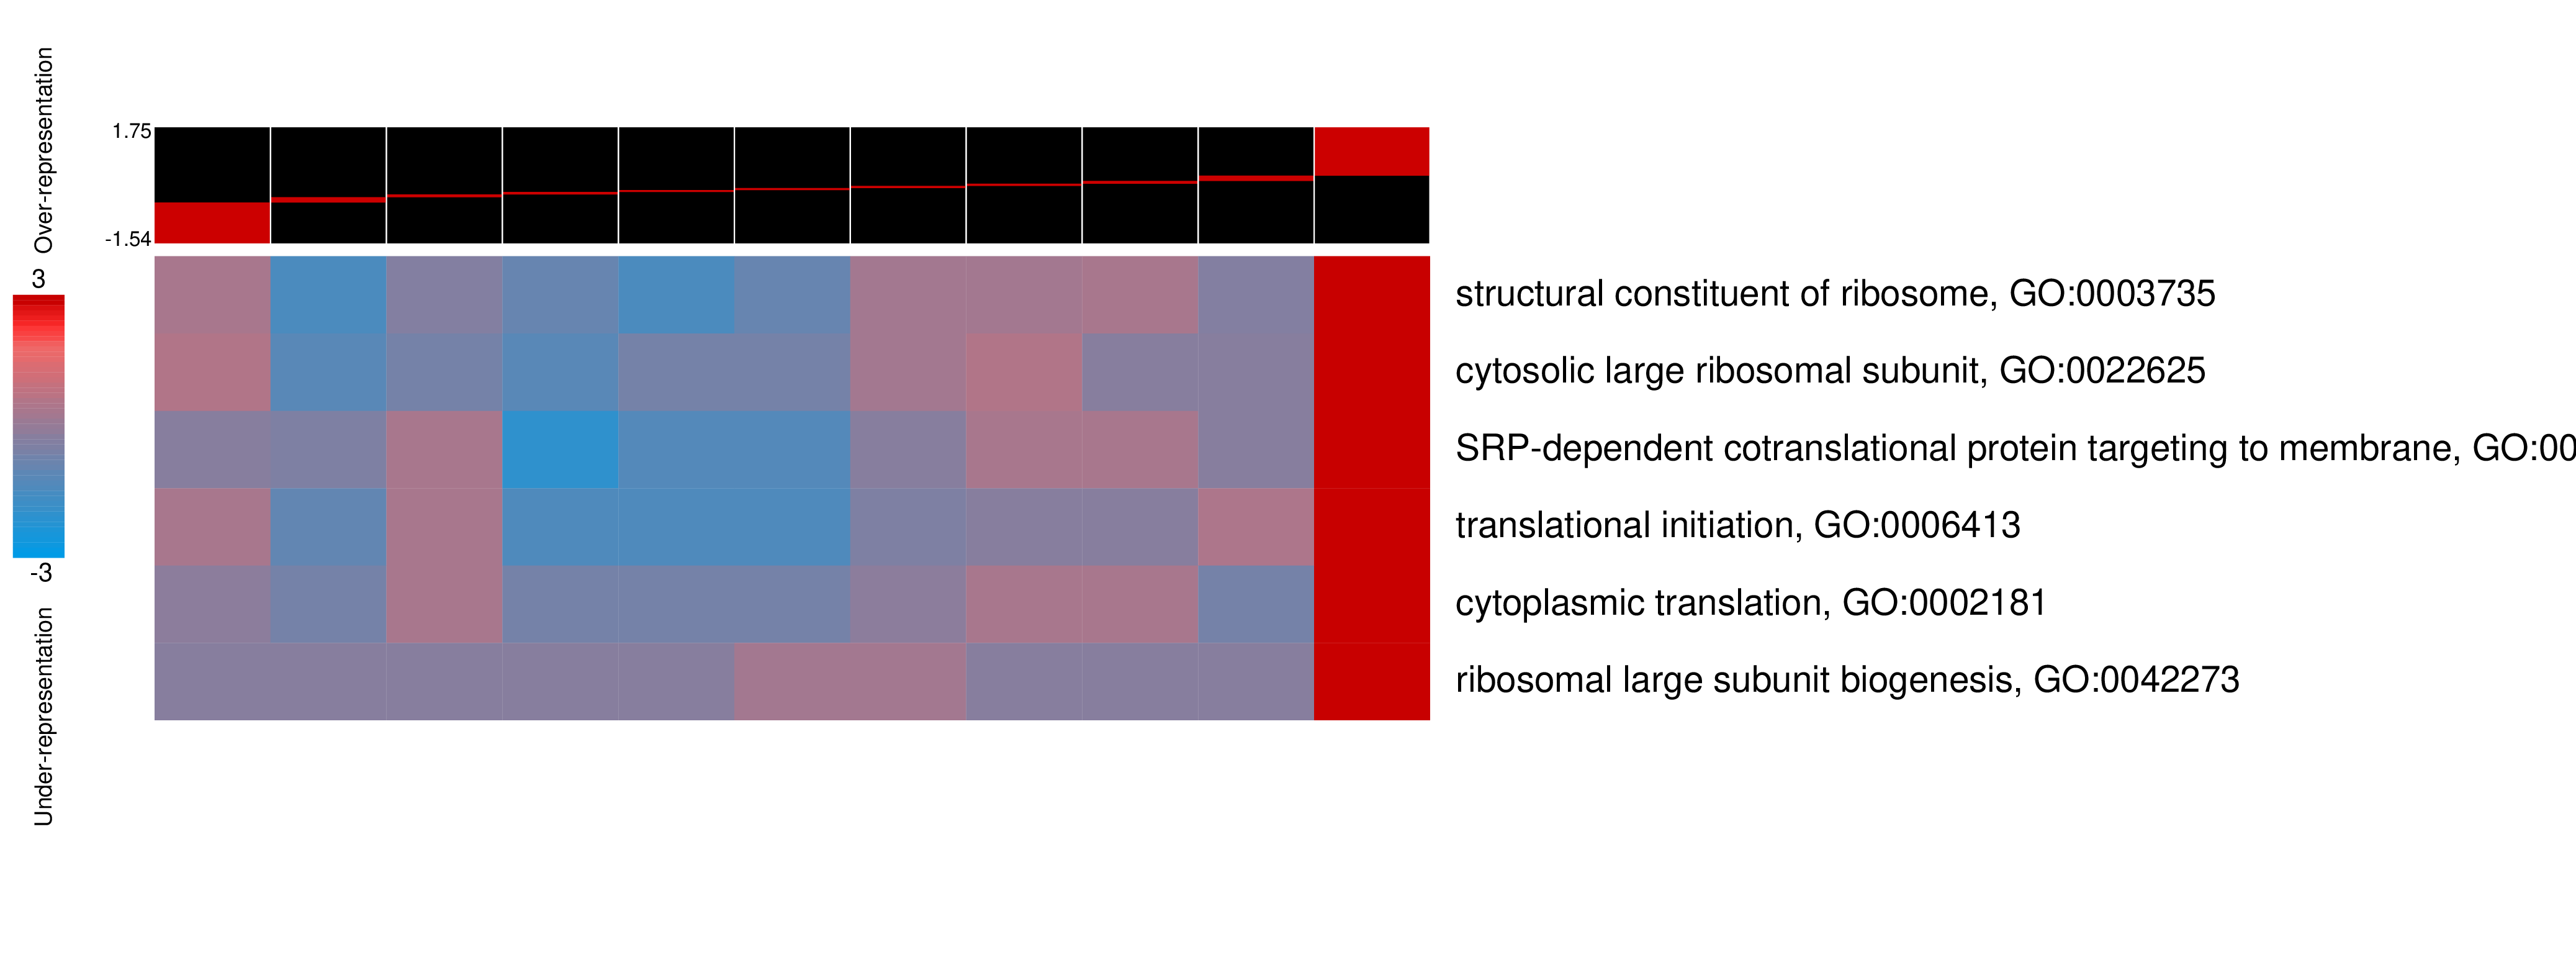 Over-representation
3
-3
Under-representation
1.75
-1.54
structural constituent of ribosome, GO:0003735
cytosolic large ribosomal subunit, GO:0022625
SRP-dependent cotranslational protein targeting to membrane, GO:00
translational initiation, GO:0006413
cytoplasmic translation, GO:0002181
ribosomal large subunit biogenesis, GO:0042273